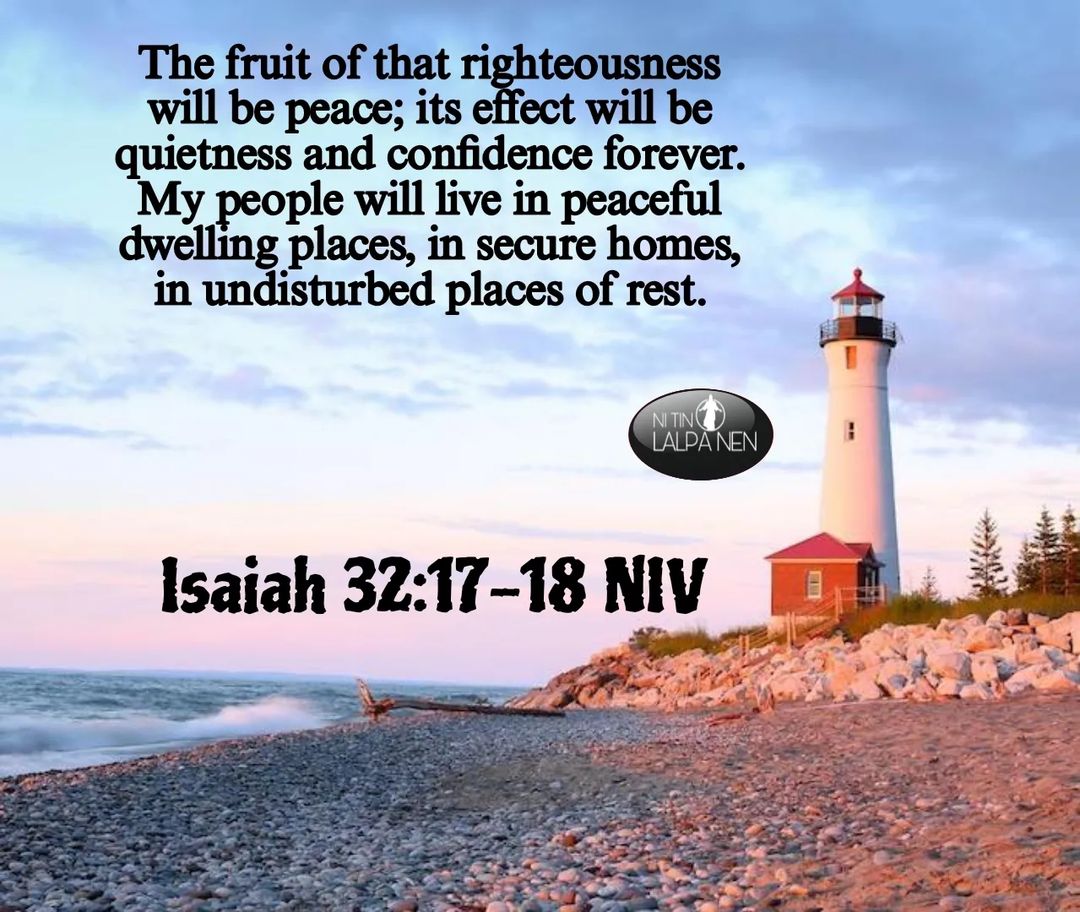 The fruit of that righteousness
will be peace; its effect will be
quietness and confidence forever.
My people will live in peaceful
dwelling places, in secure homes,
in undisturbed places of rest.
NI TIN
LALPA NEN
Isaiah 32:17-18 NIV